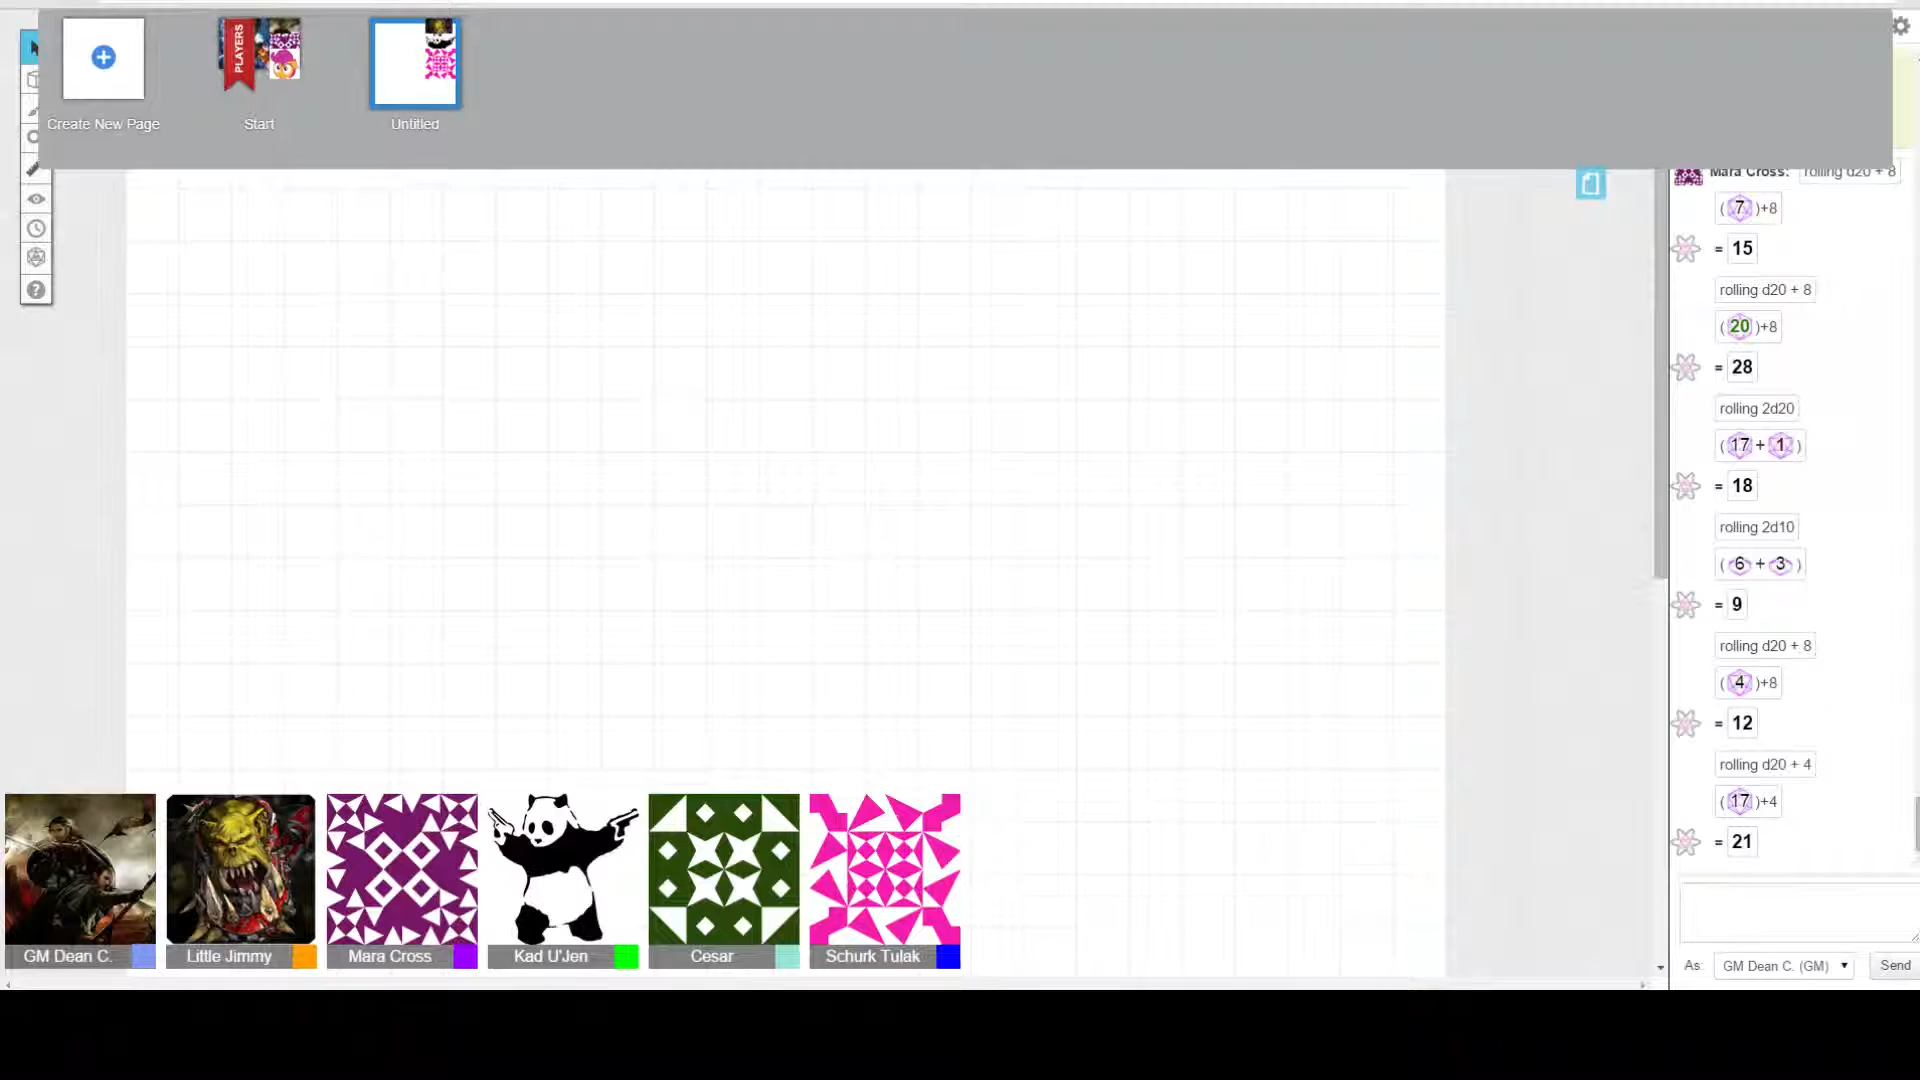 PLAYERS
Create New Page
Start
Untitled
Mara Cross: rolling d20 + 8
(7)+8
= 15
rolling d20 + 8
(20)+8
= 28
rolling 2d20
(17 + 1)
= 18
rolling 2d10
(6 + 3)
= 9
rolling d20 + 8
(4)+8
= 12
rolling d20 + 4
(17)+4
= 21
GM Dean C.
Little Jimmy
Mara Cross
Kad U'Jen
Cesar
Schurk Tulak
As: GM Dean C. (GM) Send